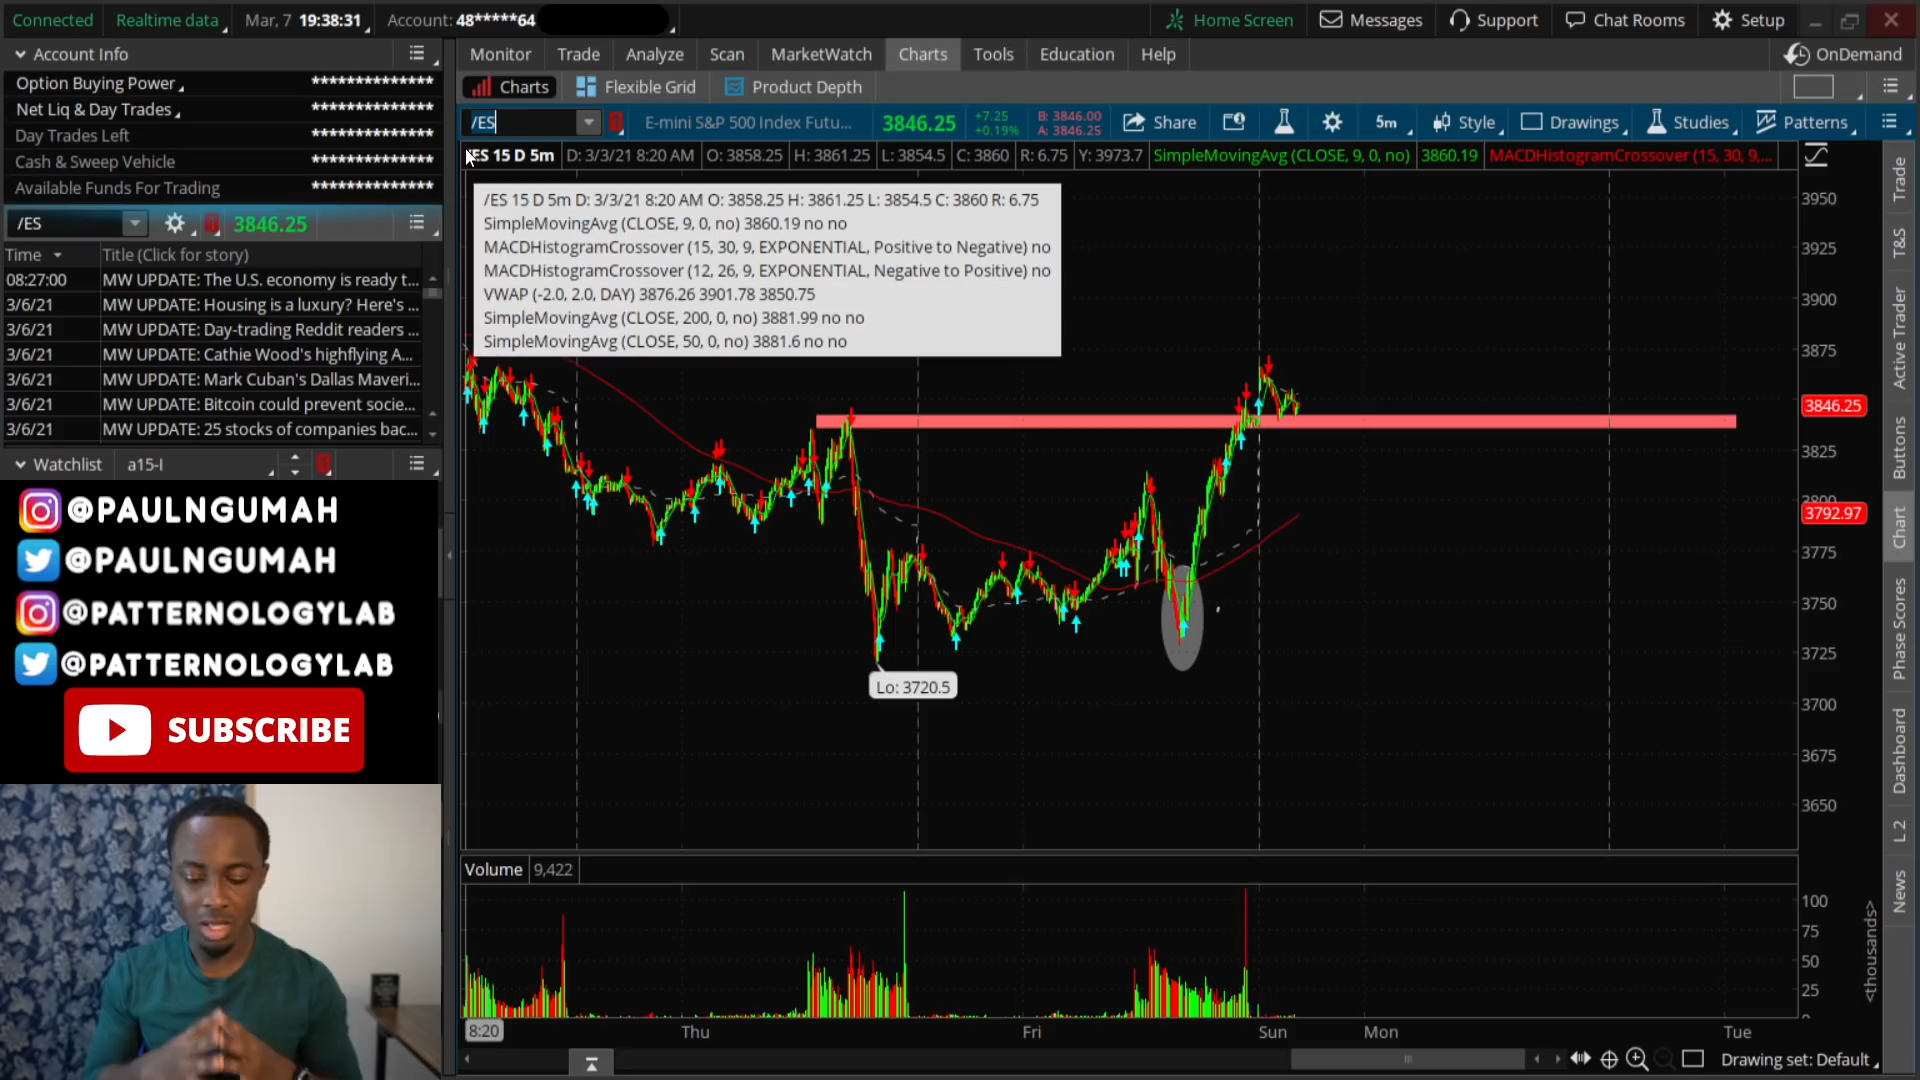 Connected Realtime data Mar, 7 19:38:31 Account: 48*****64 Home Screen Messages Support Chat Rooms Setup
Account Info
Option Buying Power **************
Net Liq & Day Trades **************
Day Trades Left **************
Cash & Sweep Vehicle **************
Available Funds For Trading **************
/ES 3846.25
Time Title (Click for story)
08:27:00 MW UPDATE: The U.S. economy is ready t...
3/6/21 MW UPDATE: Housing is a luxury? Here's ...
3/6/21 MW UPDATE: Day-trading Reddit readers ...
3/6/21 MW UPDATE: Cathie Wood's highflying A...
3/6/21 MW UPDATE: Mark Cuban's Dallas Maveri...
3/6/21 MW UPDATE: Bitcoin could prevent socie...
3/6/21 MW UPDATE: 25 stocks of companies bac...
Watchlist a15-I
@PAULNGUMAH
@PAULNGUMAH
@PATTERNOLOGYLAB
@PATTERNOLOGYLAB
SUBSCRIBE
Monitor Trade Analyze Scan MarketWatch Charts Tools Education Help OnDemand
Charts Flexible Grid Product Depth
/ES E-mini S&P 500 Index Futu... 3846.25 +7.25 B: 3846.00 Share 5m Style Drawings Studies Patterns
+0.19% A: 3846.25
ES 15 D 5m D: 3/3/21 8:20 AM O: 3858.25 H: 3861.25 L: 3854.5 C: 3860 R: 6.75 Y: 3973.7 SimpleMovingAvg (CLOSE, 9, 0, no) 3860.19 MACDHistogramCrossover (15, 30, 9,...
/ES 15 D 5m D: 3/3/21 8:20 AM O: 3858.25 H: 3861.25 L: 3854.5 C: 3860 R: 6.75
SimpleMovingAvg (CLOSE, 9, 0, no) 3860.19 no no
MACDHistogramCrossover (15, 30, 9, EXPONENTIAL, Positive to Negative) no
MACDHistogramCrossover (12, 26, 9, EXPONENTIAL, Negative to Positive) no
VWAP (-2.0, 2.0, DAY) 3876.26 3901.78 3850.75
SimpleMovingAvg (CLOSE, 200, 0, no) 3881.99 no no
SimpleMovingAvg (CLOSE, 50, 0, no) 3881.6 no no
3950
3925
3900
3875
3846.25
3825
3800
3792.97
3775
3750
3725
3700
3675
3650
Lo: 3720.5
Volume 9,422
100
75
50
25
<thousands>
8:20 Thu Fri Sun Mon Tue
Drawing set: Default
Trade
T&S
Active Trader
Buttons
Chart
Phase Scores
Dashboard
L 2
News